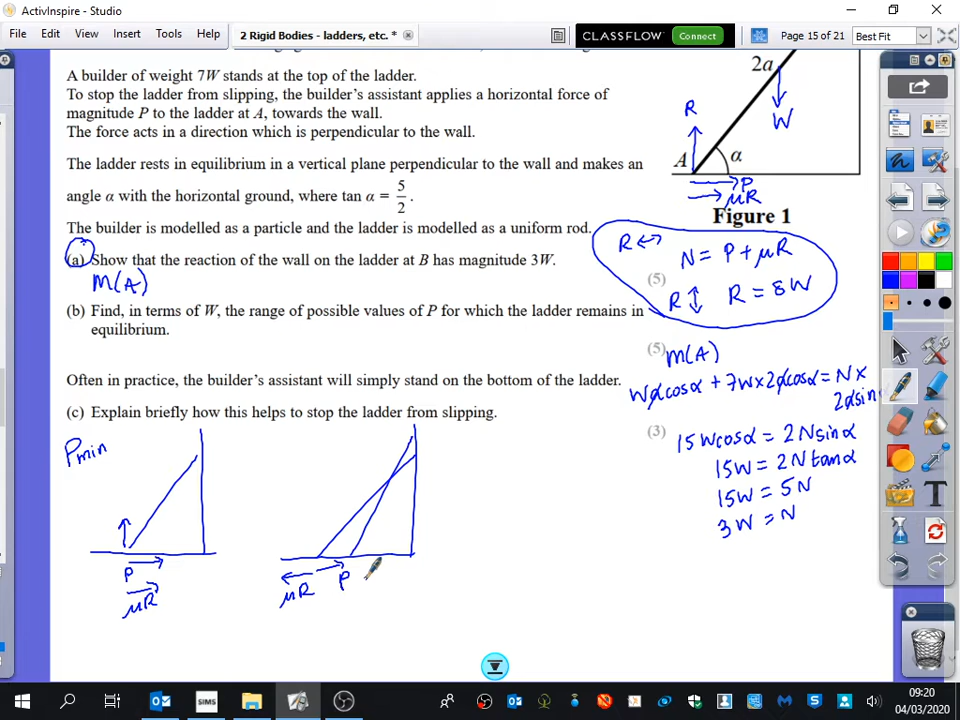 ActivInspire - Studio
File Edit View Insert Tools Help
2 Rigid Bodies - ladders, etc. *
CLASSFLOW Connect
Page 15 of 21
Best Fit
A builder of weight 7W stands at the top of the ladder.
To stop the ladder from slipping, the builder's assistant applies a horizontal force of
magnitude P to the ladder at A, towards the wall.
The force acts in a direction which is perpendicular to the wall.
The ladder rests in equilibrium in a vertical plane perpendicular to the wall and makes an
angle α with the horizontal ground, where tan α = 5/2.
The builder is modelled as a particle and the ladder is modelled as a uniform rod.
(a) Show that the reaction of the wall on the ladder at B has magnitude 3W.
(5)
M(A)
(b) Find, in terms of W, the range of possible values of P for which the ladder remains in
equilibrium.
(5)
Often in practice, the builder's assistant will simply stand on the bottom of the ladder.
(c) Explain briefly how this helps to stop the ladder from slipping.
(3)
2a
W
R
A
α
P
μR
Figure 1
R ↔ N = P + μR
R ↕ R = 8W
M(A)
Wacosα + 7W×2acosα = N×
2asin
15Wcosα = 2Nsinα
15W = 2Ntanα
15W = 5N
3W = N
Pmin
P
μR
μR
P
09:20
04/03/2020
SIMS